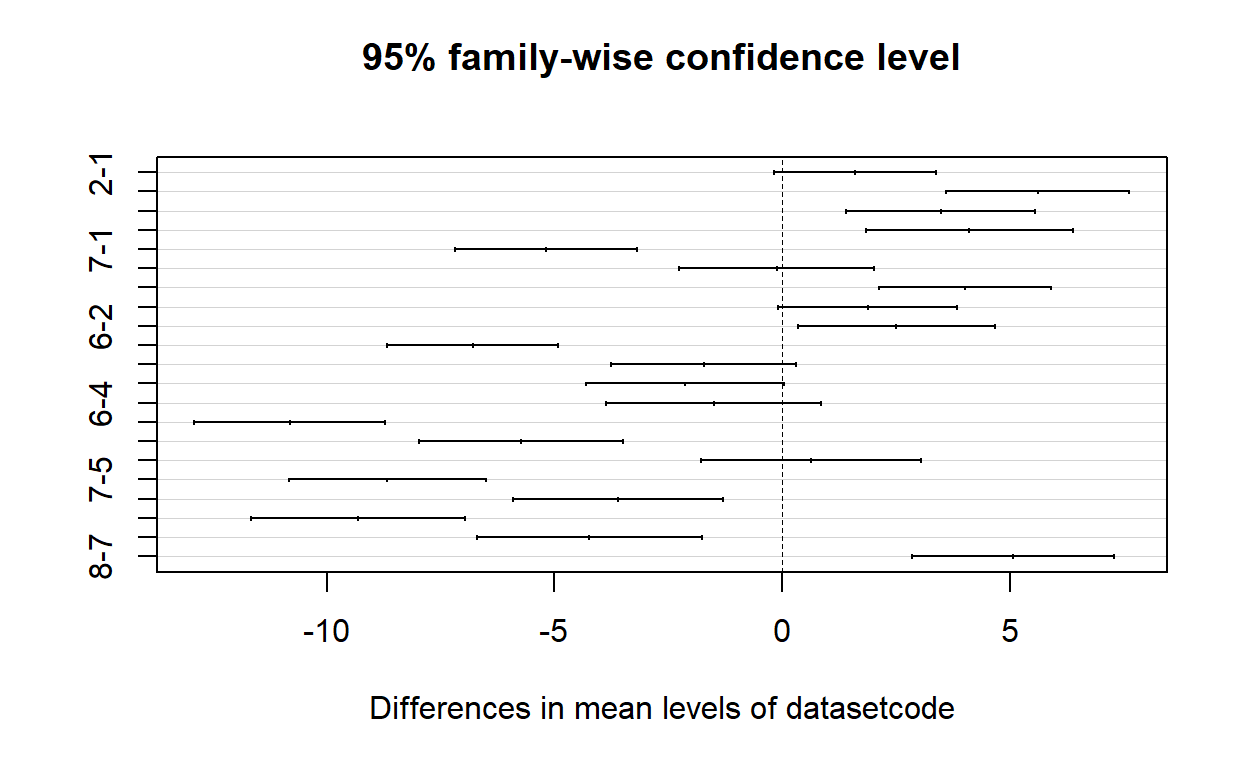 95% family-wise confidence level
2-1
7-1
6-2
6-4
7-5
8-7
-10 -5 0 5
Differences in mean levels of datasetcode